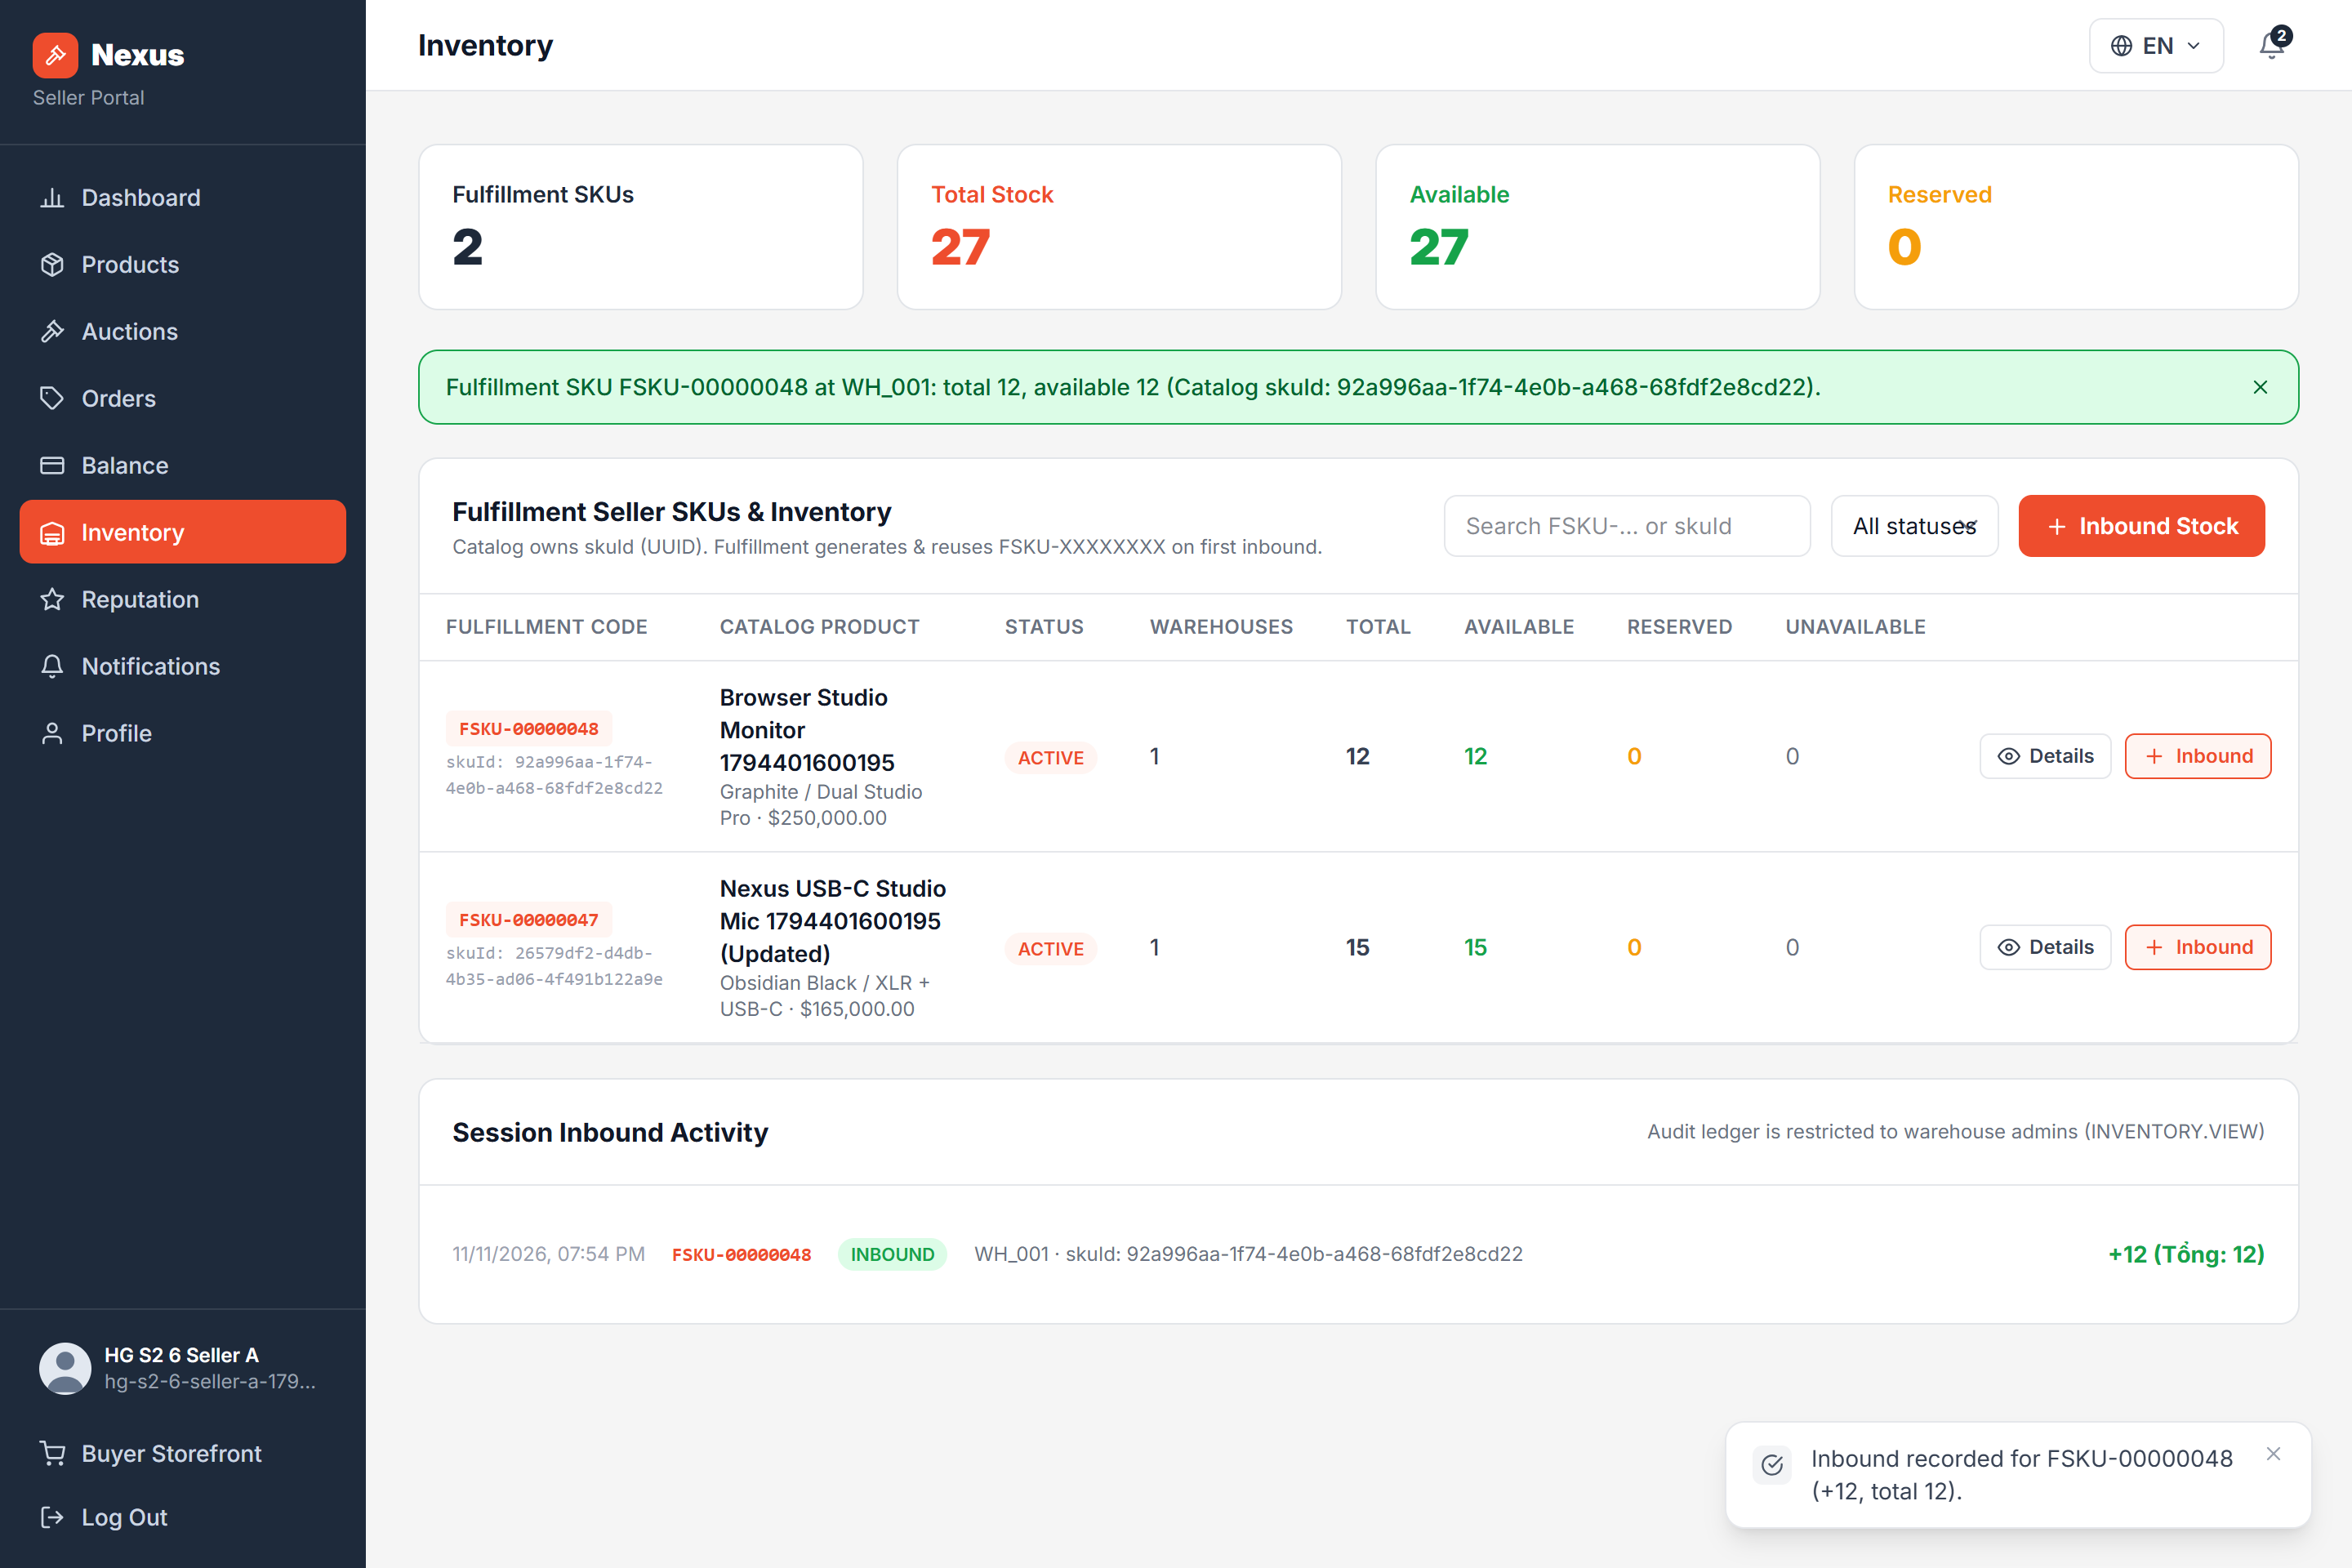 Nexus
Seller Portal
Dashboard
Products
Auctions
Orders
Balance
Inventory
Reputation
Notifications
Profile
HG S2 6 Seller A
hg-s2-6-seller-a-179...
Buyer Storefront
Log Out
Inventory
EN
2
Fulfillment SKUs
2
Total Stock
27
Available
27
Reserved
0
Fulfillment SKU FSKU-00000048 at WH_001: total 12, available 12 (Catalog skuId: 92a996aa-1f74-4e0b-a468-68fdf2e8cd22).
Fulfillment Seller SKUs & Inventory
Catalog owns skuId (UUID). Fulfillment generates & reuses FSKU-XXXXXXXX on first inbound.
Search FSKU-... or skuId
All statuses
Inbound Stock
FULFILLMENT CODE CATALOG PRODUCT STATUS WAREHOUSES TOTAL AVAILABLE RESERVED UNAVAILABLE
FSKU-00000048
skuId: 92a996aa-1f74-
4e0b-a468-68fdf2e8cd22
Browser Studio
Monitor
1794401600195
Graphite / Dual Studio
Pro · $250,000.00
ACTIVE 1 12 12 0 0 Details Inbound
FSKU-00000047
skuId: 26579df2-d4db-
4b35-ad06-4f491b122a9e
Nexus USB-C Studio
Mic 1794401600195
(Updated)
Obsidian Black / XLR +
USB-C · $165,000.00
ACTIVE 1 15 15 0 0 Details Inbound
Session Inbound Activity
Audit ledger is restricted to warehouse admins (INVENTORY.VIEW)
11/11/2026, 07:54 PM FSKU-00000048 INBOUND WH_001 · skuId: 92a996aa-1f74-4e0b-a468-68fdf2e8cd22 +12 (Tổng: 12)
Inbound recorded for FSKU-00000048
(+12, total 12).